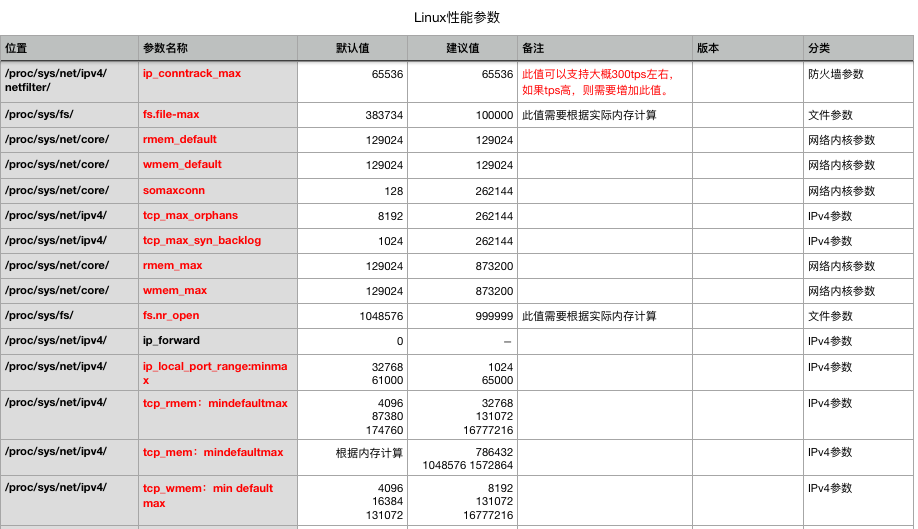 Linux性能参数
位置 参数名称 默认值 建议值 备注 版本 分类
/proc/sys/net/ipv4/ ip_conntrack_max 65536 65536 此值可以支持大概300tps左右， 防火墙参数
netfilter/ 如果tps高，则需要增加此值。
/proc/sys/fs/ fs.file-max 383734 100000 此值需要根据实际内存计算 文件参数
/proc/sys/net/core/ rmem_default 129024 129024 网络内核参数
/proc/sys/net/core/ wmem_default 129024 129024 网络内核参数
/proc/sys/net/core/ somaxconn 128 262144 网络内核参数
/proc/sys/net/ipv4/ tcp_max_orphans 8192 262144 IPv4参数
/proc/sys/net/ipv4/ tcp_max_syn_backlog 1024 262144 IPv4参数
/proc/sys/net/core/ rmem_max 129024 873200 网络内核参数
/proc/sys/net/core/ wmem_max 129024 873200 网络内核参数
/proc/sys/fs/ fs.nr_open 1048576 999999 此值需要根据实际内存计算 文件参数
/proc/sys/net/ipv4/ ip_forward 0 — IPv4参数
/proc/sys/net/ipv4/ ip_local_port_range:minma 32768 1024 IPv4参数
x 61000 65000
/proc/sys/net/ipv4/ tcp_rmem：mindefaultmax 4096 32768 IPv4参数
87380 131072
174760 16777216
/proc/sys/net/ipv4/ tcp_mem：mindefaultmax 根据内存计算 786432 IPv4参数
1048576 1572864
/proc/sys/net/ipv4/ tcp_wmem：min default 4096 8192 IPv4参数
max 16384 131072
131072 16777216